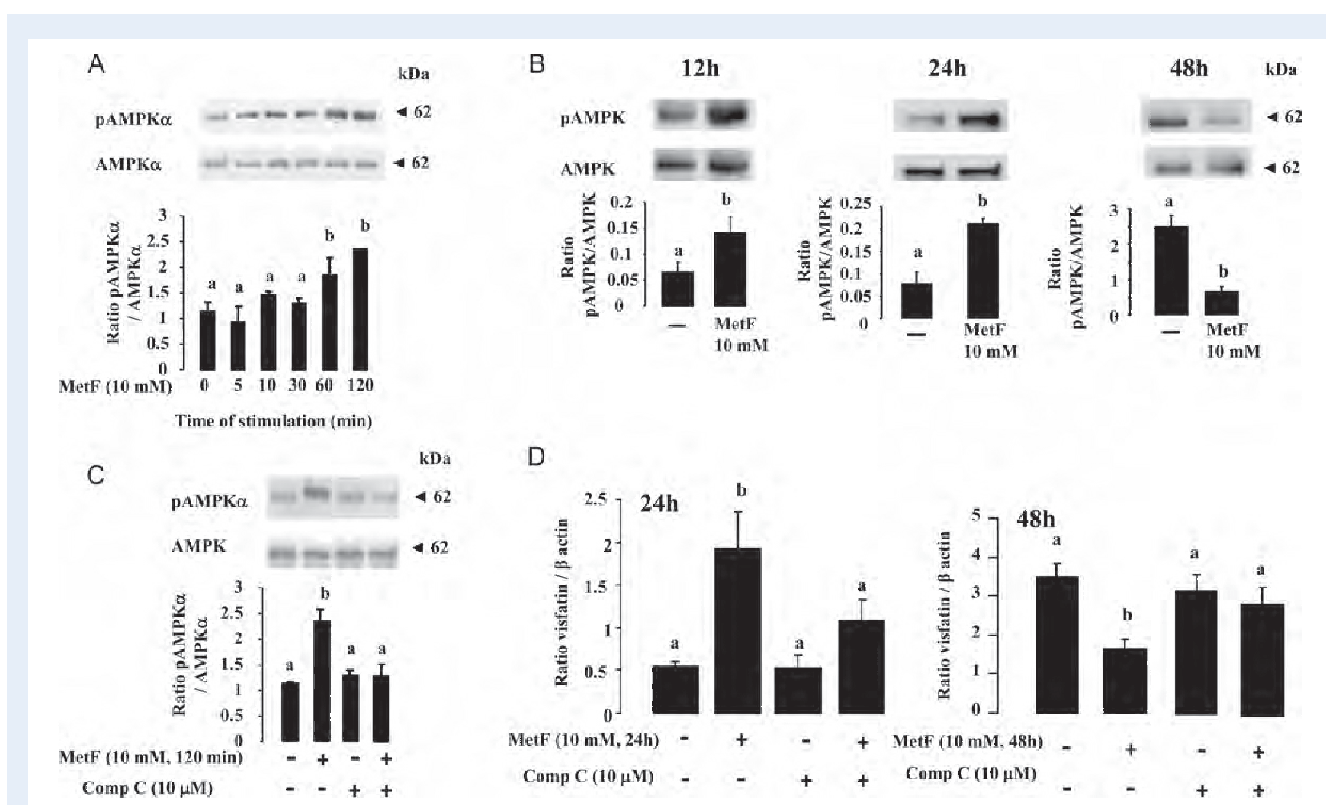 A
kDa
pAMPKα ◄ 62
AMPKα ◄ 62
Ratio pAMPKα
/ AMPKα
3
2.5
2
1.5
1
0.5
0
a a a a b b
MetF (10 mM) 0 5 10 30 60 120
Time of stimulation (min)
B
12h 24h 48h kDa
pAMPK ◄ 62
AMPK ◄ 62
Ratio
pAMPK/AMPK
0.2
0.15
0.1
0.05
0
a b
– MetF
10 mM
Ratio
pAMPK/AMPK
0.25
0.2
0.15
0.1
0.05
0
a b
– MetF
10 mM
Ratio
pAMPK/AMPK
3
2
1
0
a b
– MetF
10 mM
C
kDa
pAMPKα ◄ 62
AMPK ◄ 62
Ratio pAMPKα
/ AMPKα
3
2.5
2
1.5
1
0.5
0
a b a a
MetF (10 mM, 120 min) - + - +
Comp C (10 μM) - - + +
D
24h
Ratio visfatin / β actin
2.5
2
1.5
1
0.5
0
a b a a
MetF (10 mM, 24h) - + - +
Comp C (10 μM) - - + +
48h
Ratio visfatin / β actin
5
4
3
2
1
0
a b a a
MetF (10 mM, 48h) - + - +
Comp C (10 μM) - - + +